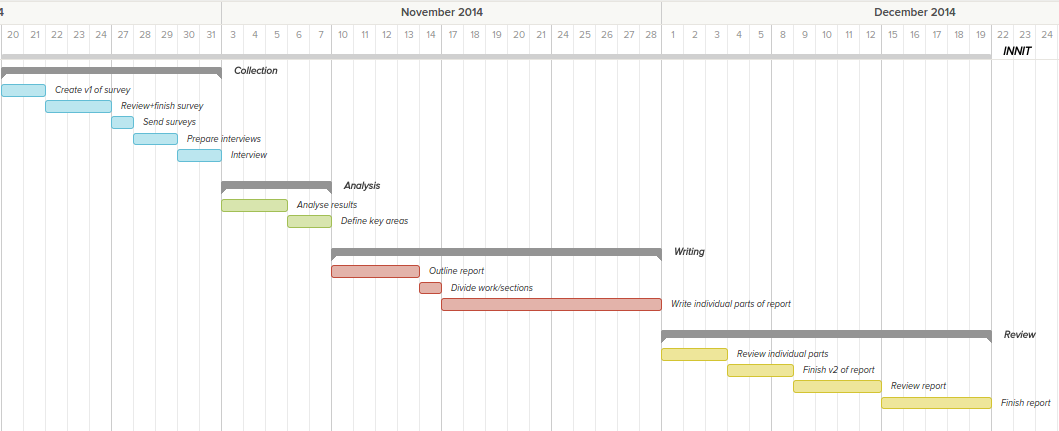 4 November 2014 December 2014
20 21 22 23 24 27 28 29 30 31 3 4 5 6 7 10 11 12 13 14 17 18 19 20 21 24 25 26 27 28 1 2 3 4 5 8 9 10 11 12 15 16 17 18 19 22 23 24
INNIT
Collection
Create v1 of survey
Review+finish survey
Send surveys
Prepare interviews
Interview
Analysis
Analyse results
Define key areas
Writing
Outline report
Divide work/sections
Write individual parts of report
Review
Review individual parts
Finish v2 of report
Review report
Finish report